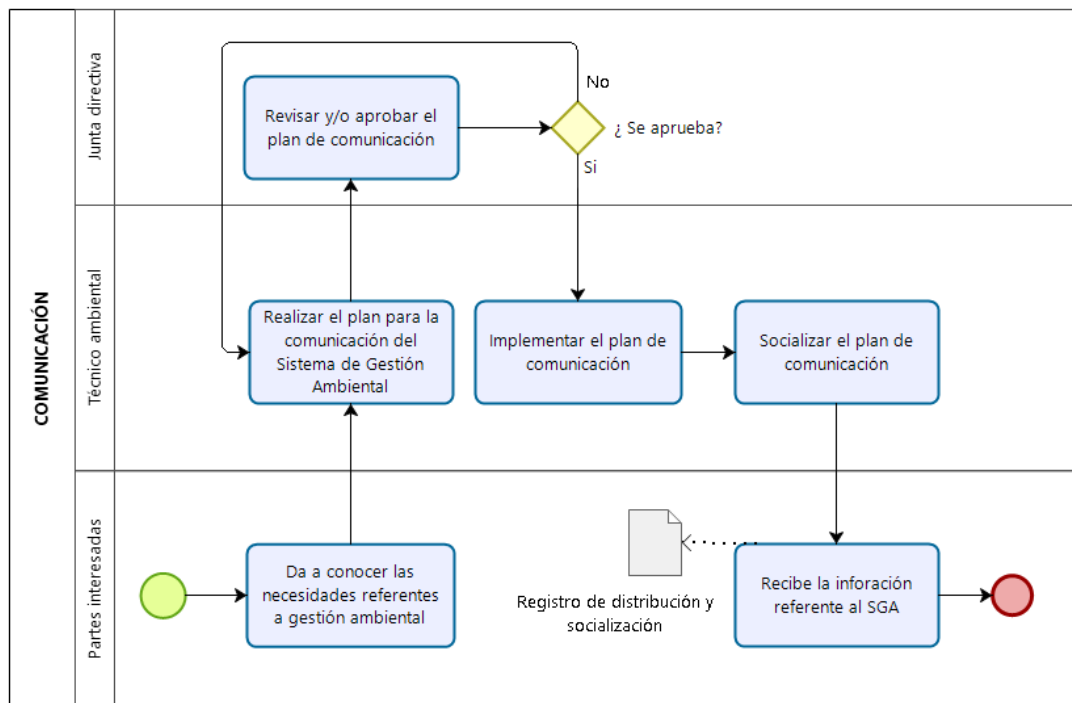 COMUNICACIÓN
Junta directiva
Revisar y/o aprobar el
plan de comunicación
No
¿ Se aprueba?
Si
Técnico ambiental
Realizar el plan para la
comunicación del
Sistema de Gestión
Ambiental
Implementar el plan de
comunicación
Socializar el plan de
comunicación
Partes interesadas
Da a conocer las
necesidades referentes
a gestión ambiental
Registro de distribución y
socialización
Recibe la inforación
referente al SGA